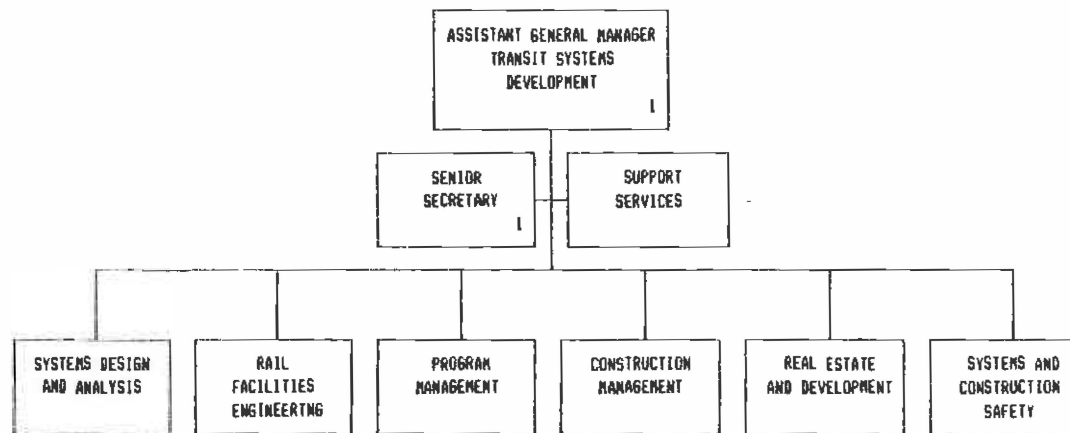 ASSISTANT GENERAL MANAGER
TRANSIT SYSTEMS
DEVELOPMENT
1
SENIOR
SECRETARY
1
SUPPORT
SERVICES
SYSTEMS DESIGN
AND ANALYSIS
RAIL
FACILITIES
ENGINEERTNG
PROGRAM
MANAGEMENT
CONSTRUCTION
MANAGEMENT
REAL ESTATE
AND DEVELOPMENT
SYSTEMS AND
CONSTRUCTION
SAFETY